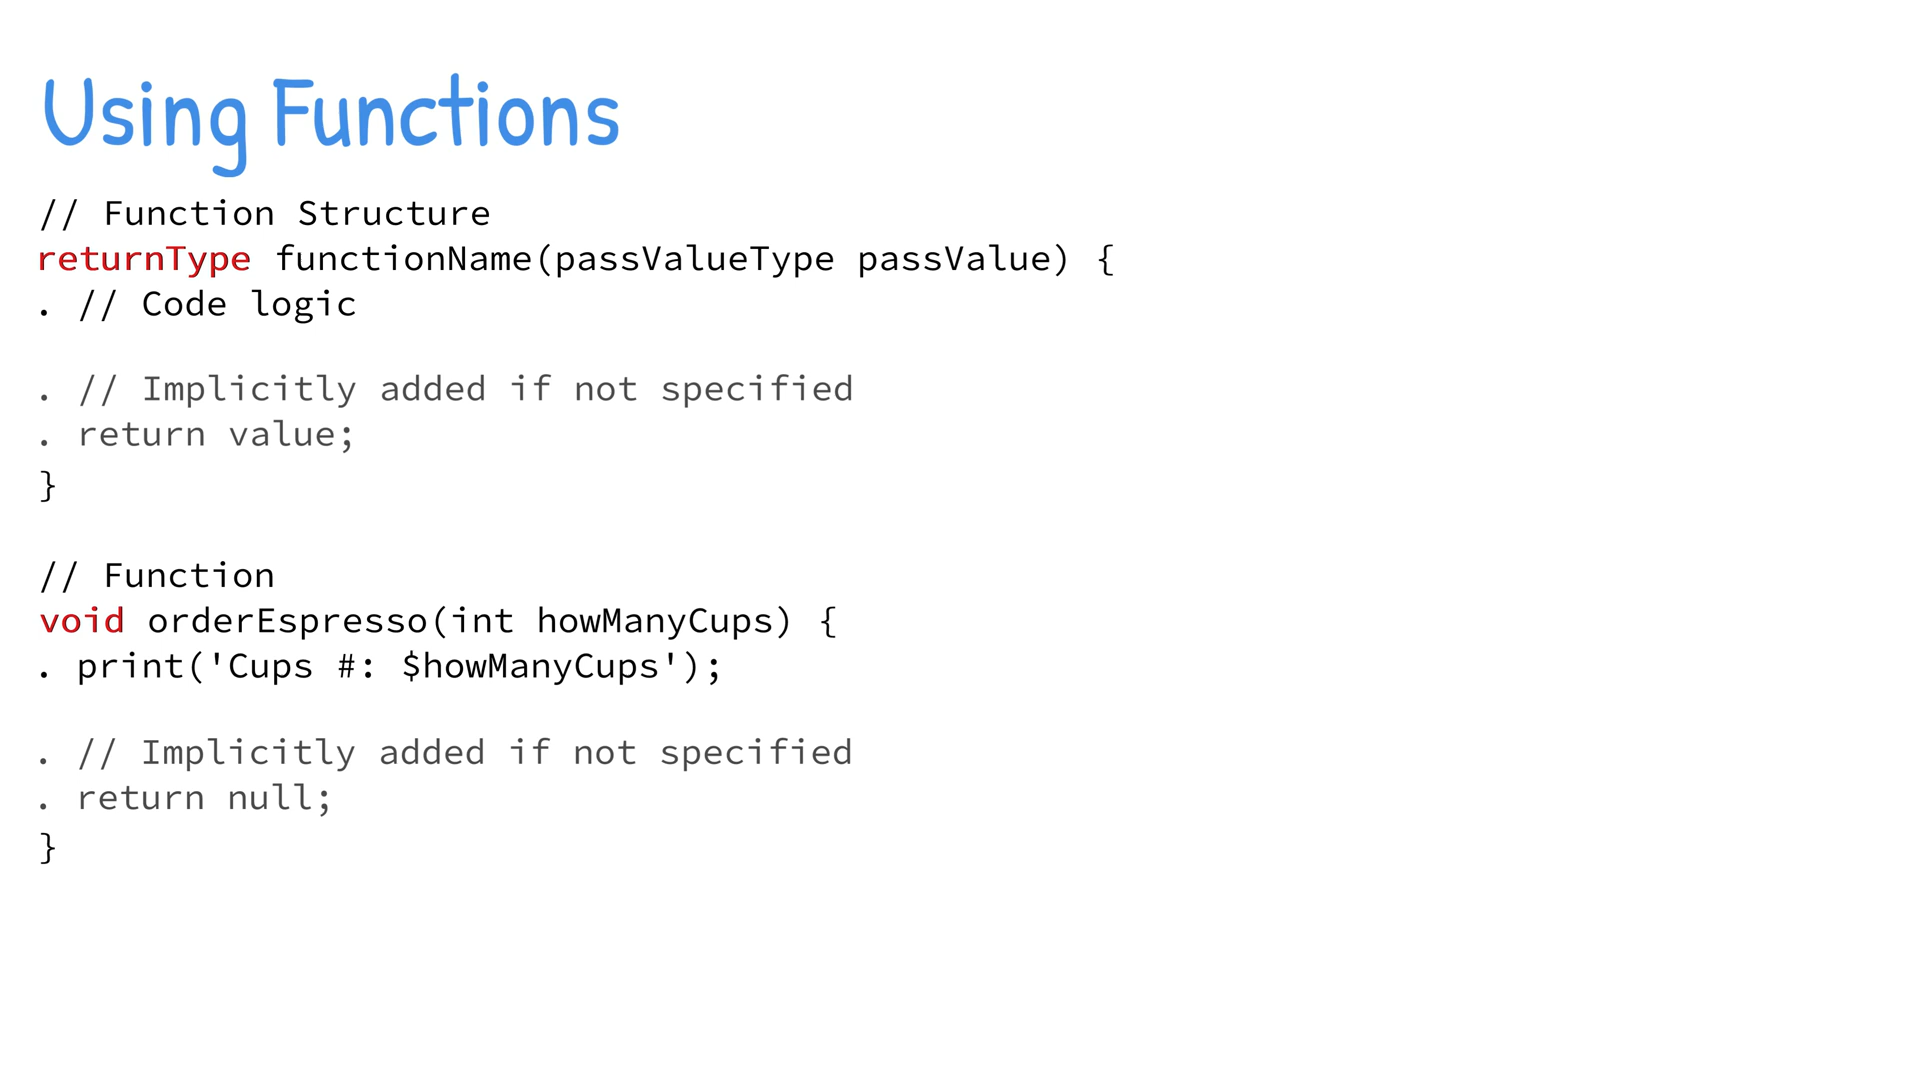 Using Functions
// Function Structure
returnType functionName(passValueType passValue) {
. // Code logic
. // Implicitly added if not specified
. return value;
}
// Function
void orderEspresso(int howManyCups) {
. print('Cups #: $howManyCups');
. // Implicitly added if not specified
. return null;
}